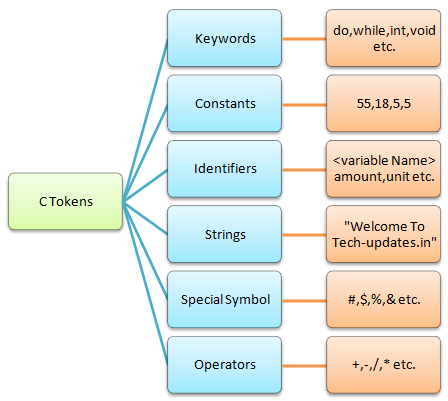 Keywords
do,while,int,void
etc.
Constants
55,18,5,5
C Tokens
Identifiers
<variable Name>
amount,unit etc.
Strings
"Welcome To
Tech-updates.in"
Special Symbol
#,$,%,& etc.
Operators
+,-,/,* etc.